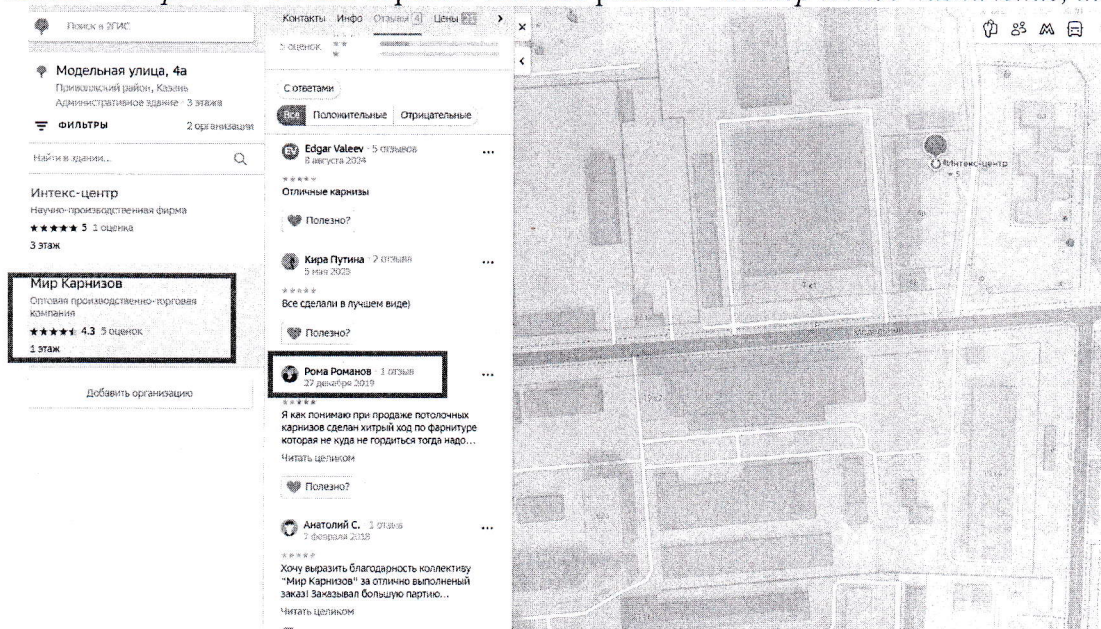 Поиск в 2ГИС
Модельная улица, 4а
Приволжский район, Казань
Административное здание · 3 этажа
ФИЛЬТРЫ
2 организации
Найти в здании...
Интекс-центр
Научно-производственная фирма
5 1 оценка
3 этаж
Мир Карнизов
Оптовая производственно-торговая
компания
4.3 5 оценок
1 этаж
Добавить организацию
Контакты Инфо Отзывы 4 Цены
5 оценок
С ответами
Все Положительные Отрицательные
Edgar Valeev · 5 отзывов
8 августа 2024
Отличные карнизы
Полезно?
Кира Путина · 2 отзыва
5 мая 2023
Все сделали в лучшем виде)
Полезно?
Рома Романов · 1 отзыв
27 декабря 2019
Я как понимаю при продаже потолочных
карнизов сделан хитрый ход по фарнитуре
которая не куда не гордиться тогда надо...
Читать целиком
Полезно?
Анатолий С. 1 отзыв
7 февраля 2018
Хочу выразить благодарность коллективу
"Мир Карнизов" за отлично выполненый
заказ! Заказывал большую партию...
Читать целиком
Интекс-центр
5